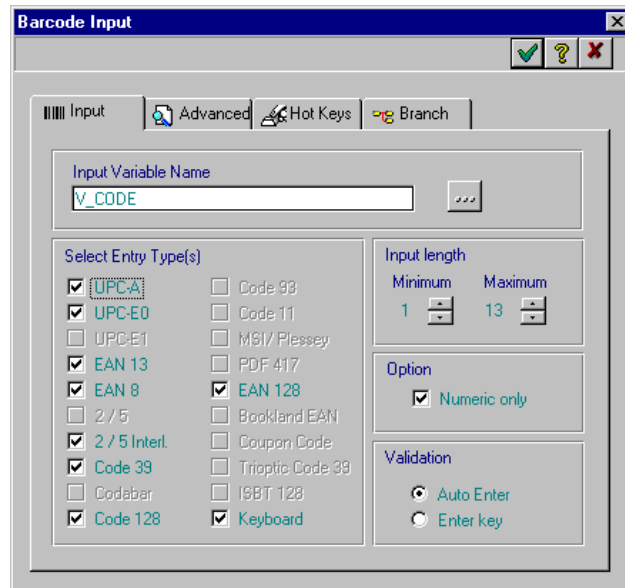 Barcode Input
Input
Advanced
Hot Keys
Branch
Input Variable Name
V_CODE
...
Select Entry Type(s)
UPC-A
Code 93
UPC-E0
Code 11
UPC-E1
MSI/ Plessey
EAN 13
PDF 417
EAN 8
EAN 128
2 / 5
Bookland EAN
2 / 5 Interl.
Coupon Code
Code 39
Trioptic Code 39
Codabar
ISBT 128
Code 128
Keyboard
Input length
Minimum
Maximum
1
13
Option
Numeric only
Validation
Auto Enter
Enter key